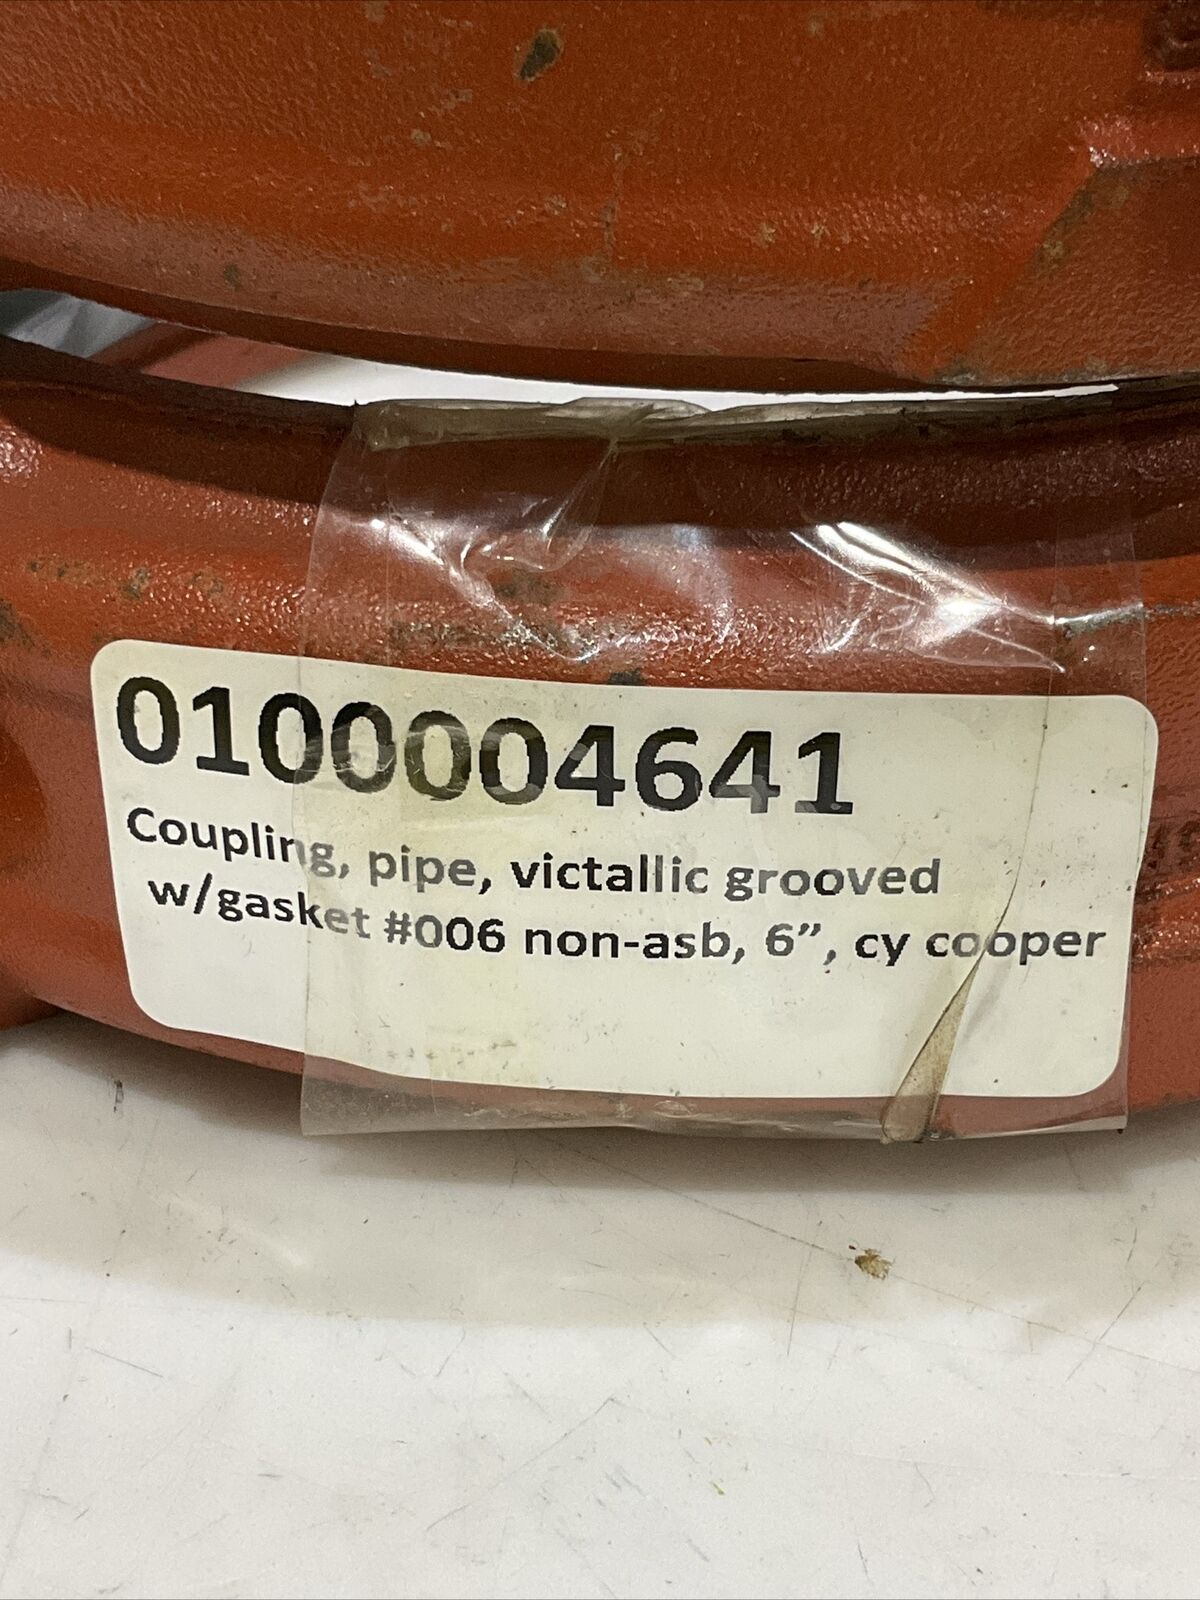 0100004641
Coupling, pipe, victallic grooved
w/gasket #006 non-asb, 6”, cy cooper